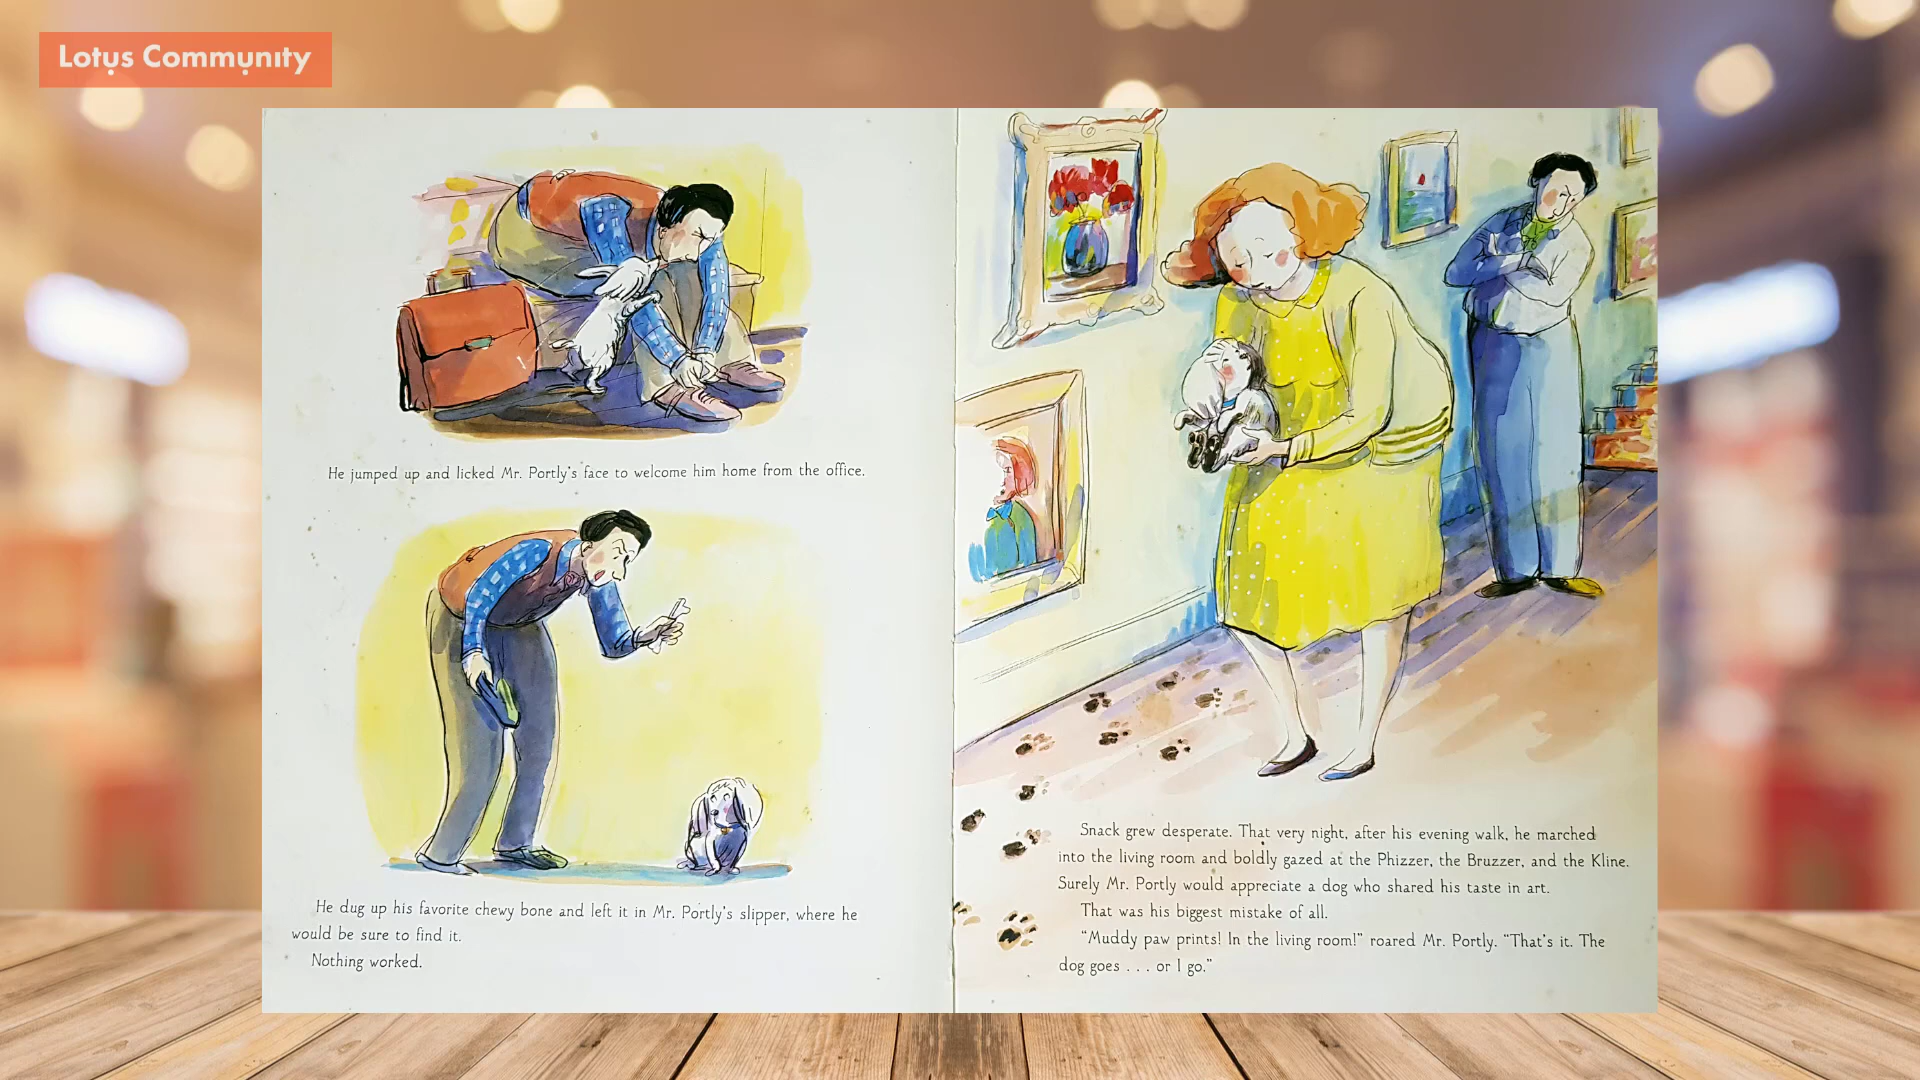 Lotus Community
He jumped up and licked Mr. Portly's face to welcome him home from the office.
He dug up his favorite chewy bone and left it in Mr. Portly's slipper, where he
would be sure to find it.
Nothing worked.
Snack grew desperate. That very night, after his evening walk, he marched
into the living room and boldly gazed at the Phizzer, the Bruzzer, and the Kline.
Surely Mr. Portly would appreciate a dog who shared his taste in art.
That was his biggest mistake of all.
"Muddy paw prints! In the living room!" roared Mr. Portly. "That's it. The
dog goes . . . or I go."